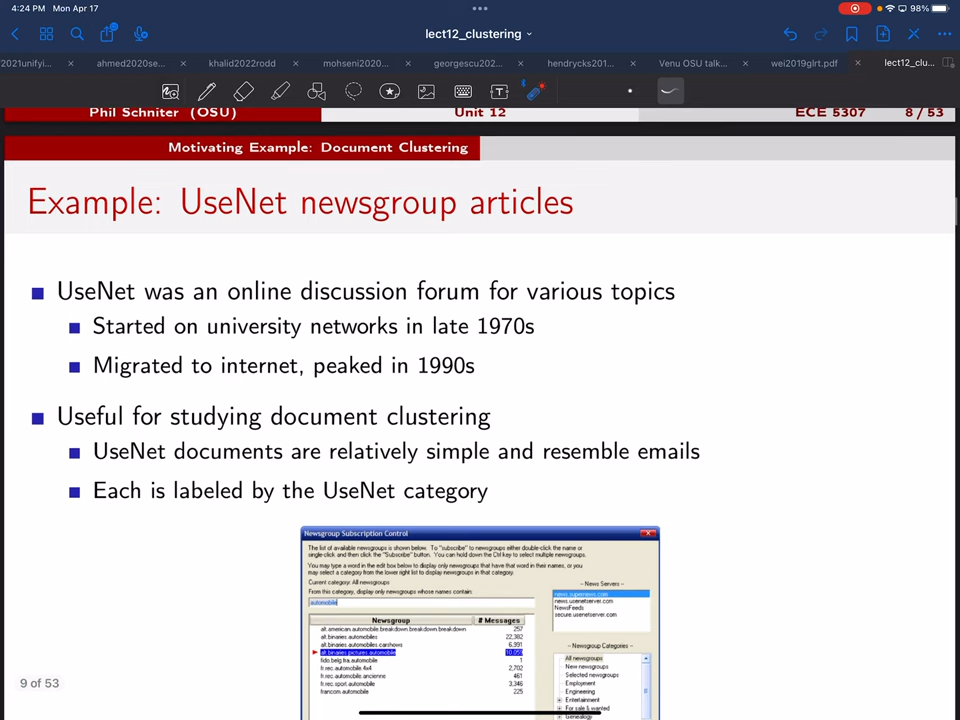 4:24 PM Mon Apr 17
98%
lect12_clustering
2021unifyi...
ahmed2020se...
khalid2022rodd
mohseni2020...
georgescu202...
hendrycks201...
Venu OSU talk...
wei2019glrt.pdf
lect12_clu...
Phil Schniter (OSU) Unit 12 ECE 5307 8 / 53
Motivating Example: Document Clustering
Example: UseNet newsgroup articles
UseNet was an online discussion forum for various topics
Started on university networks in late 1970s
Migrated to internet, peaked in 1990s
Useful for studying document clustering
UseNet documents are relatively simple and resemble emails
Each is labeled by the UseNet category
Newsgroup Subscription Control
The list of available newsgroups is shown below. To "subscribe" to newsgroups either double-click the name or
single-click and then click the "Subscribe" button. You can hold down the Ctrl key to select multiple newsgroups.
You may type a word in the edit box below to display only newsgroups that have that word in their names, or you
may select a category from the lower right list to display newsgroups in that category.
Current category: All newsgroups
From this category, display only newsgroups whose names contain
automobile
Newsgroup # Messages
alt.american.automobile.breakdown.breakdown.breakdown 257
alt.binaries.automobiles 22,382
alt.binaries.automobiles.carshows 6,991
alt.binaries.pictures.automobile 10,059
fido.belg.fra.automobile 1
fr.rec.automobile.4x4 2,702
fr.rec.automobile.ancienne 461
fr.rec.sport.automobile 3,346
francom.automobile 225
News Servers
news.supernews.com
news.usenetserver.com
NewsFeeds
secure.usenetserver.com
Newsgroup Categories
All newsgroups
New newsgroups
Selected newsgroups
Employment
Engineering
Entertainment
For sale & wanted
Genealogy
9 of 53